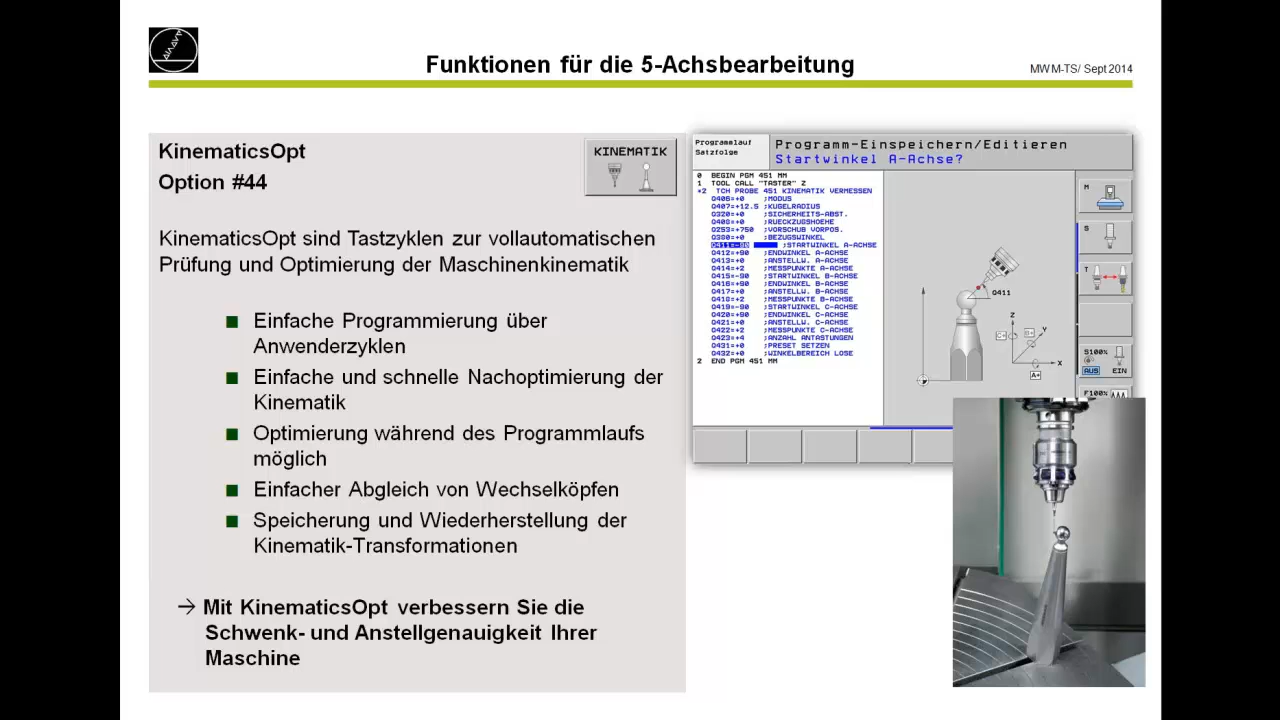 Funktionen für die 5-Achsbearbeitung
MWM-TS/ Sept 2014
KinematicsOpt
Option #44
KINEMATIK
KinematicsOpt sind Tastzyklen zur vollautomatischen
Prüfung und Optimierung der Maschinenkinematik
Einfache Programmierung über
Anwenderzyklen
Einfache und schnelle Nachoptimierung der
Kinematik
Optimierung während des Programmlaufs
möglich
Einfacher Abgleich von Wechselköpfen
Speicherung und Wiederherstellung der
Kinematik-Transformationen
→ Mit KinematicsOpt verbessern Sie die
Schwenk- und Anstellgenauigkeit Ihrer
Maschine
Programmlauf
Satzfolge
Programm-Einspeichern/Editieren
Startwinkel A-Achse?
0 BEGIN PGM 451 MM
1 TOOL CALL "TASTER" Z
*2 TCH PROBE 451 KINEMATIK VERMESSEN
Q406=+0 ;MODUS
Q407=+12.5 ;KUGELRADIUS
Q320=+0 ;SICHERHEITS-ABST.
Q408=+0 ;RUECKZUGSHOEHE
Q253=+750 ;VORSCHUB VORPOS.
Q380=+0 ;BEZUGSWINKEL
Q411=-90 ;STARTWINKEL A-ACHSE
Q412=+90 ;ENDWINKEL A-ACHSE
Q413=+0 ;ANSTELLW. A-ACHSE
Q414=+2 ;MESSPUNKTE A-ACHSE
Q415=-90 ;STARTWINKEL B-ACHSE
Q416=+90 ;ENDWINKEL B-ACHSE
Q417=+0 ;ANSTELLW. B-ACHSE
Q418=+2 ;MESSPUNKTE B-ACHSE
Q419=-90 ;STARTWINKEL C-ACHSE
Q420=+90 ;ENDWINKEL C-ACHSE
Q421=+0 ;ANSTELLW. C-ACHSE
Q422=+2 ;MESSPUNKTE C-ACHSE
Q423=+4 ;ANZAHL ANTASTUNGEN
Q431=+0 ;PRESET SETZEN
Q432=+0 ;WINKELBEREICH LOSE
2 END PGM 451 MM
Q411
Z
Y
C+
B+
X
A+
M
S
T
S100%
AUS EIN
F100%